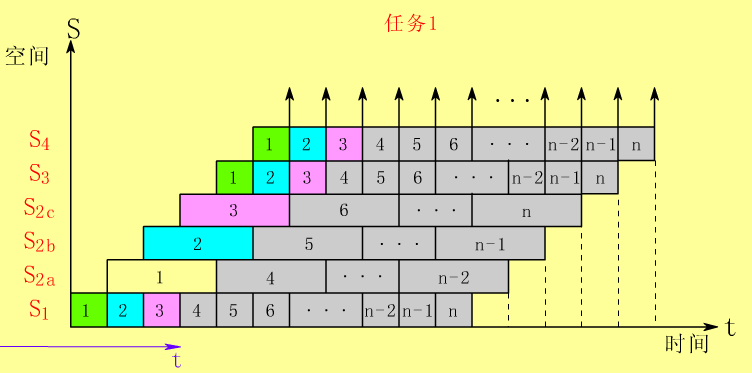 任务1
S
空间
S4 1 2 3 4 5 6 ··· n-2 n-1 n
S3 1 2 3 4 5 6 ··· n-2 n-1 n
S2c 3 6 ··· n
S2b 2 5 ··· n-1
S2a 1 4 ··· n-2
S1 1 2 3 4 5 6 ··· n-2 n-1 n
···
t
时间
t